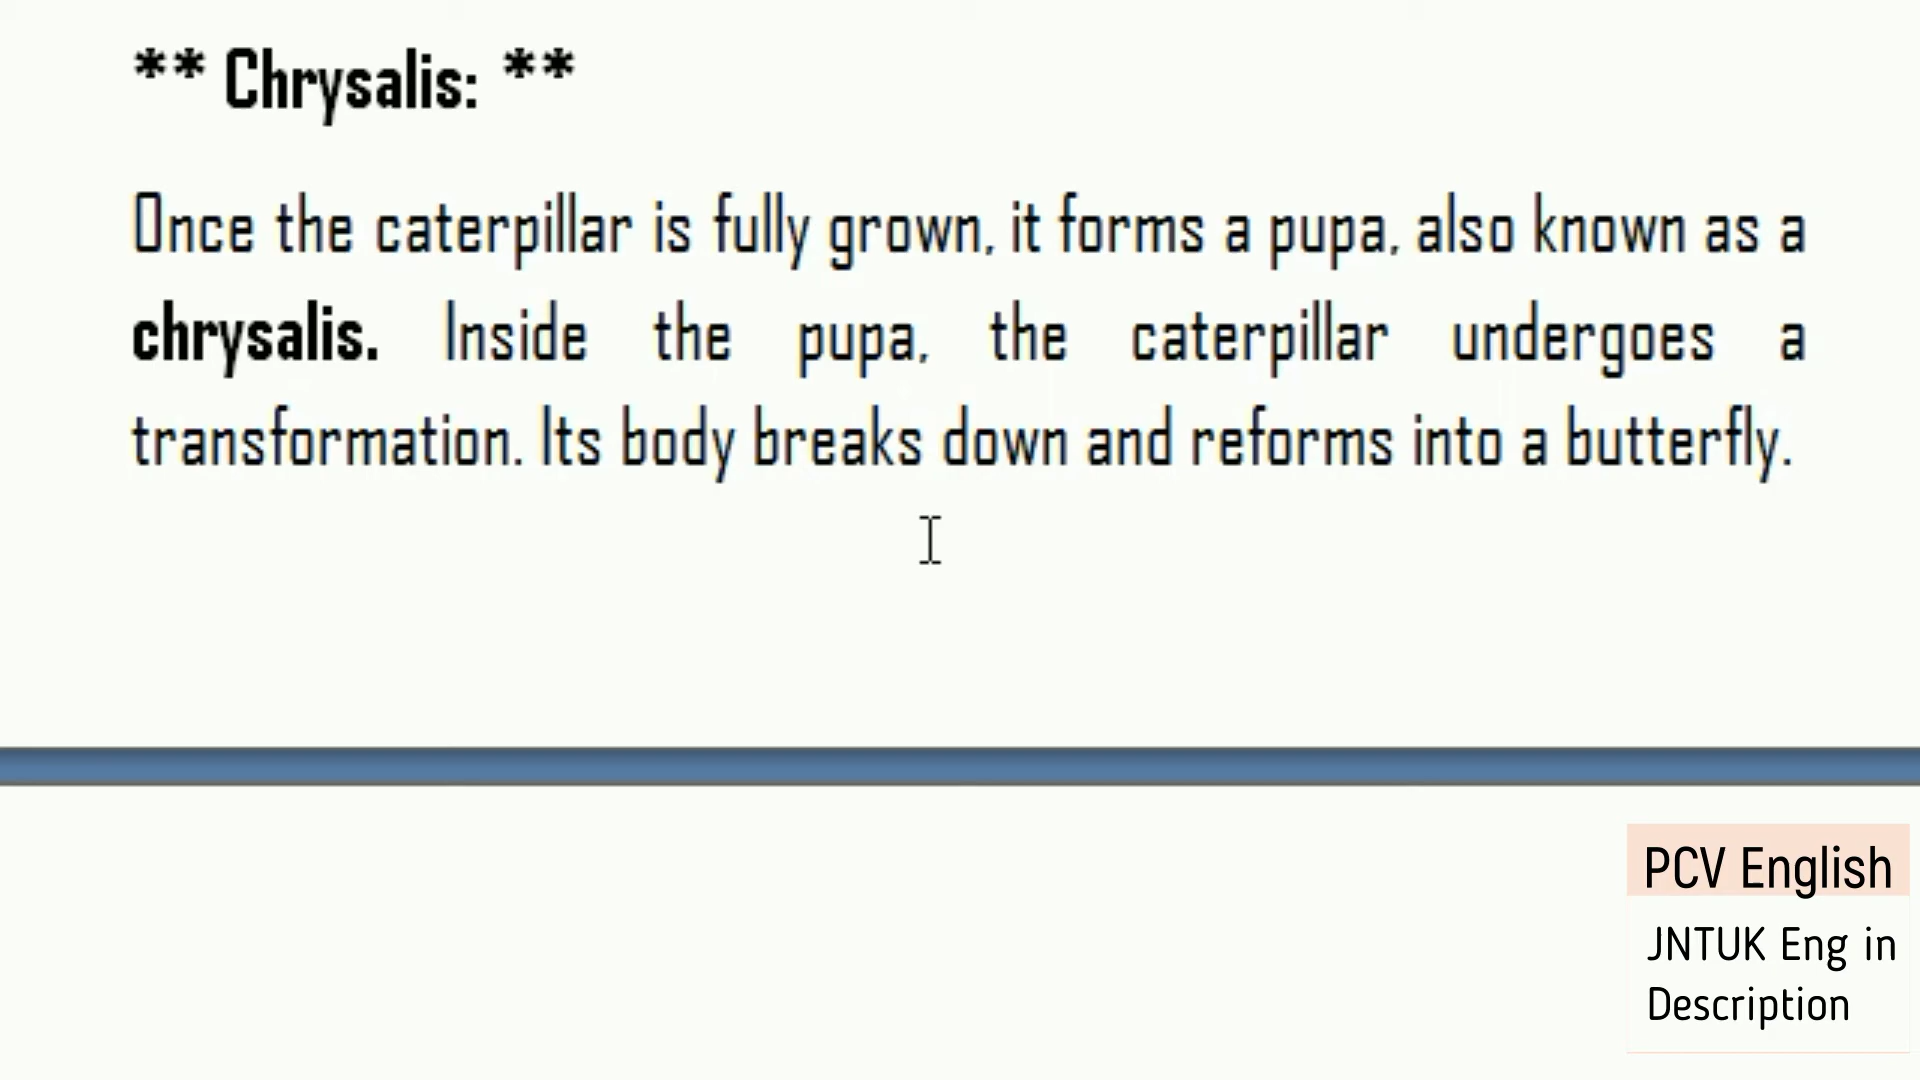 ** Chrysalis: **
Once the caterpillar is fully grown, it forms a pupa, also known as a
chrysalis. Inside the pupa, the caterpillar undergoes a
transformation. Its body breaks down and reforms into a butterfly.
PCV English
JNTUK Eng in
Description